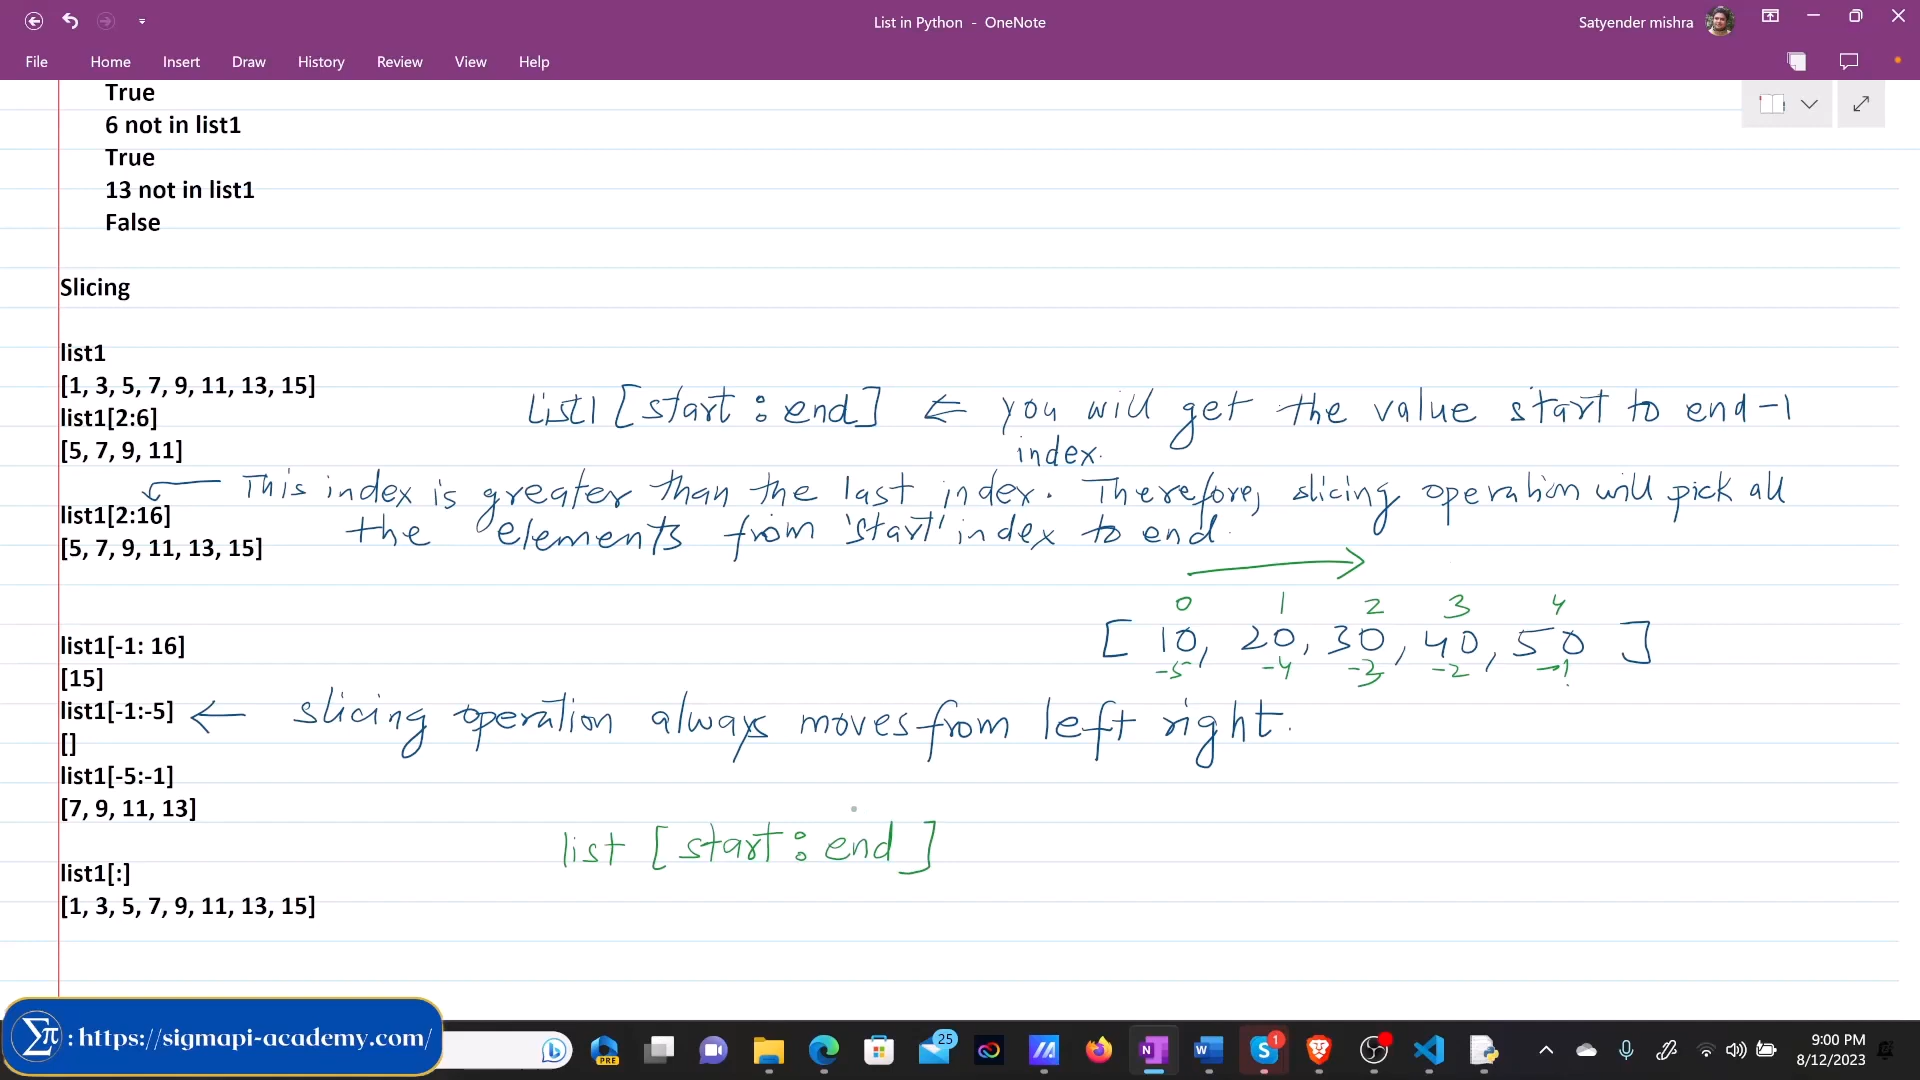 List in Python - OneNote
Satyender mishra
File Home Insert Draw History Review View Help
True
6 not in list1
True
13 not in list1
False
Slicing
list1
[1, 3, 5, 7, 9, 11, 13, 15]
List1 [start : end] ← you will get the value start to end-1
index.
list1[2:6]
[5, 7, 9, 11]
← This index is greater than the last index. Therefore, slicing operation will pick all
the elements from 'start' index to end.
list1[2:16]
[5, 7, 9, 11, 13, 15]
0 1 2 3 4
[ 10, 20, 30, 40, 50 ]
-5 -4 -3 -2 -1
list1[-1: 16]
[15]
list1[-1:-5] ← slicing operation always moves from left right.
[]
list1[-5:-1]
[7, 9, 11, 13]
list [start : end]
list1[:]
[1, 3, 5, 7, 9, 11, 13, 15]
Σπ : https://sigmapi-academy.com/
PRE
25
1
9:00 PM
8/12/2023